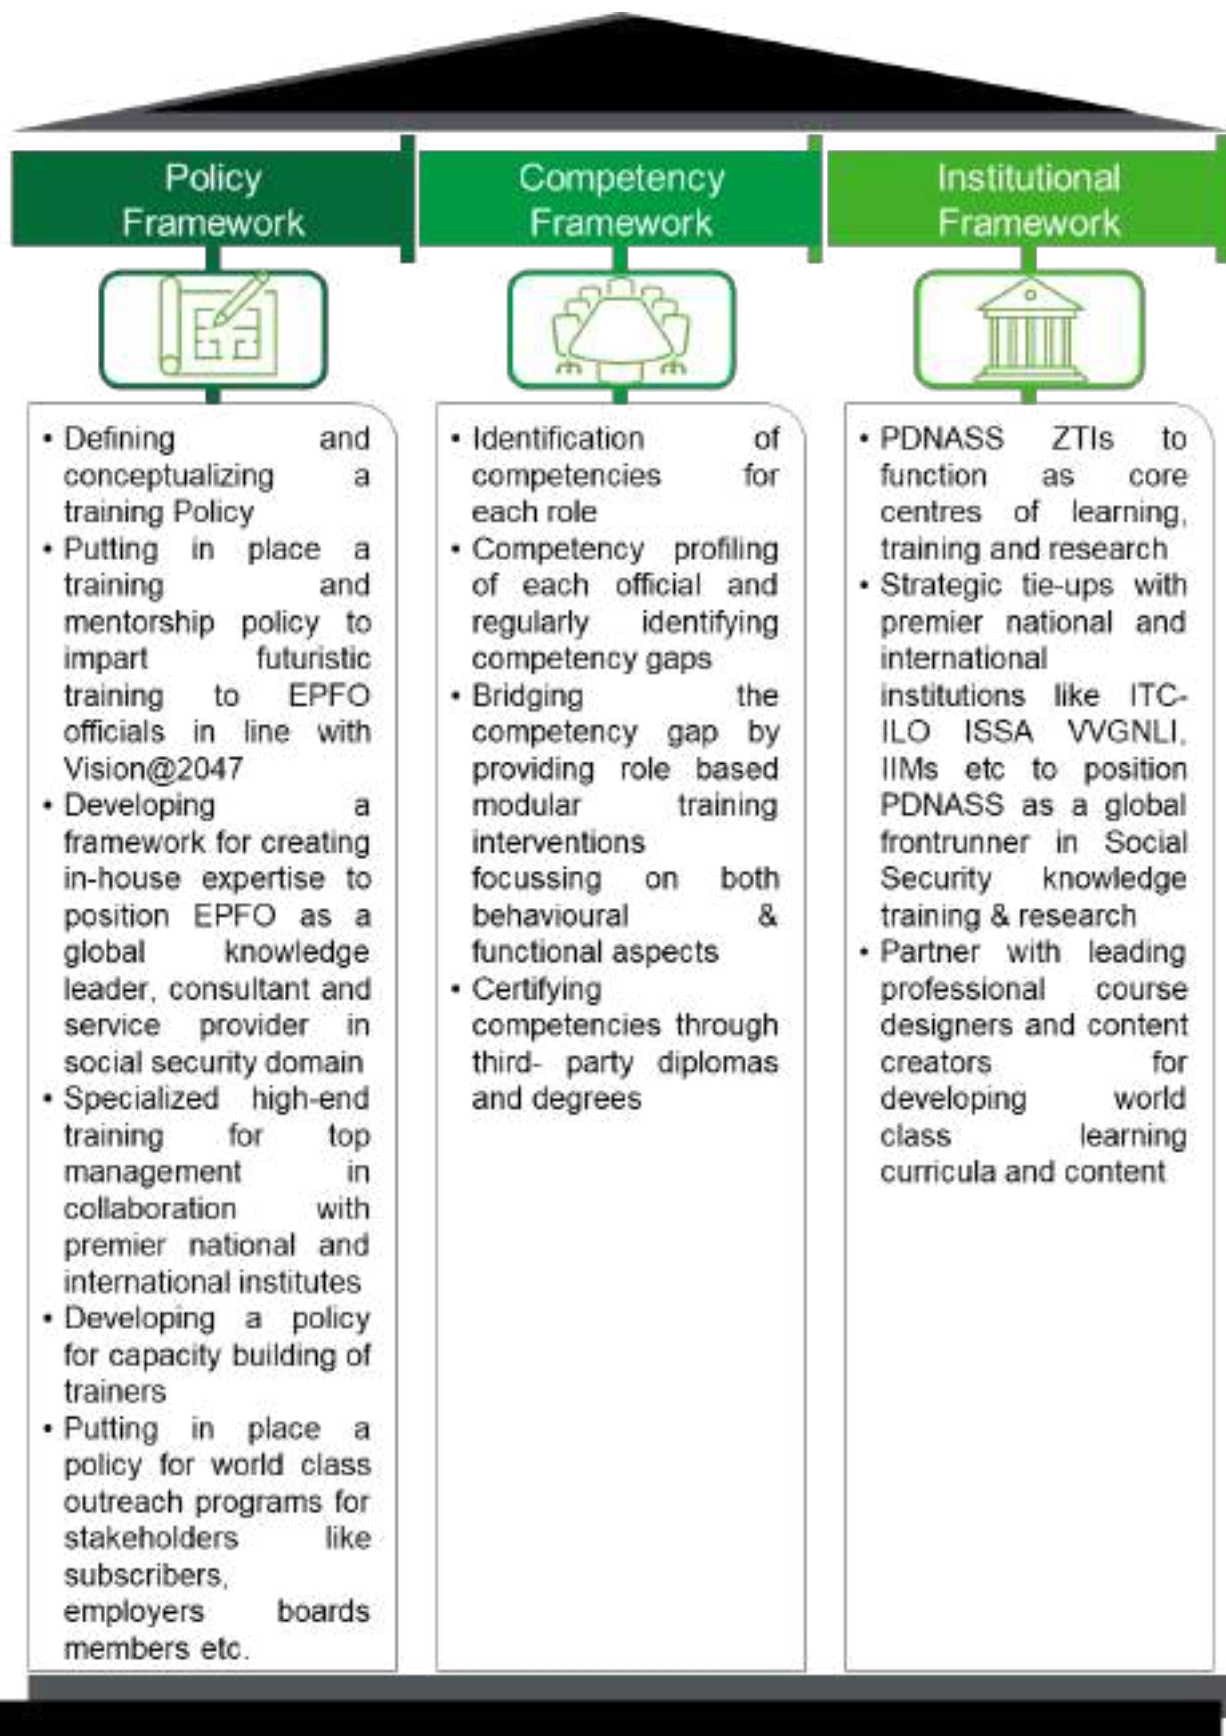 Policy
Framework
• Defining and
conceptualizing a
training Policy
• Putting in place a
training and
mentorship policy to
impart futuristic
training to EPFO
officials in line with
Vision@2047
• Developing a
framework for creating
in-house expertise to
position EPFO as a
global knowledge
leader, consultant and
service provider in
social security domain
• Specialized high-end
training for top
management in
collaboration with
premier national and
international institutes
• Developing a policy
for capacity building of
trainers
• Putting in place a
policy for world class
outreach programs for
stakeholders like
subscribers,
employers boards
members etc.
Competency
Framework
• Identification of
competencies for
each role
• Competency profiling
of each official and
regularly identifying
competency gaps
• Bridging the
competency gap by
providing role based
modular training
interventions
focussing on both
behavioural &
functional aspects
• Certifying
competencies through
third- party diplomas
and degrees
Institutional
Framework
• PDNASS ZTIs to
function as core
centres of learning,
training and research
• Strategic tie-ups with
premier national and
international
institutions like ITC-
ILO ISSA VVGNLI,
IIMs etc to position
PDNASS as a global
frontrunner in Social
Security knowledge
training & research
• Partner with leading
professional course
designers and content
creators for
developing world
class learning
curricula and content